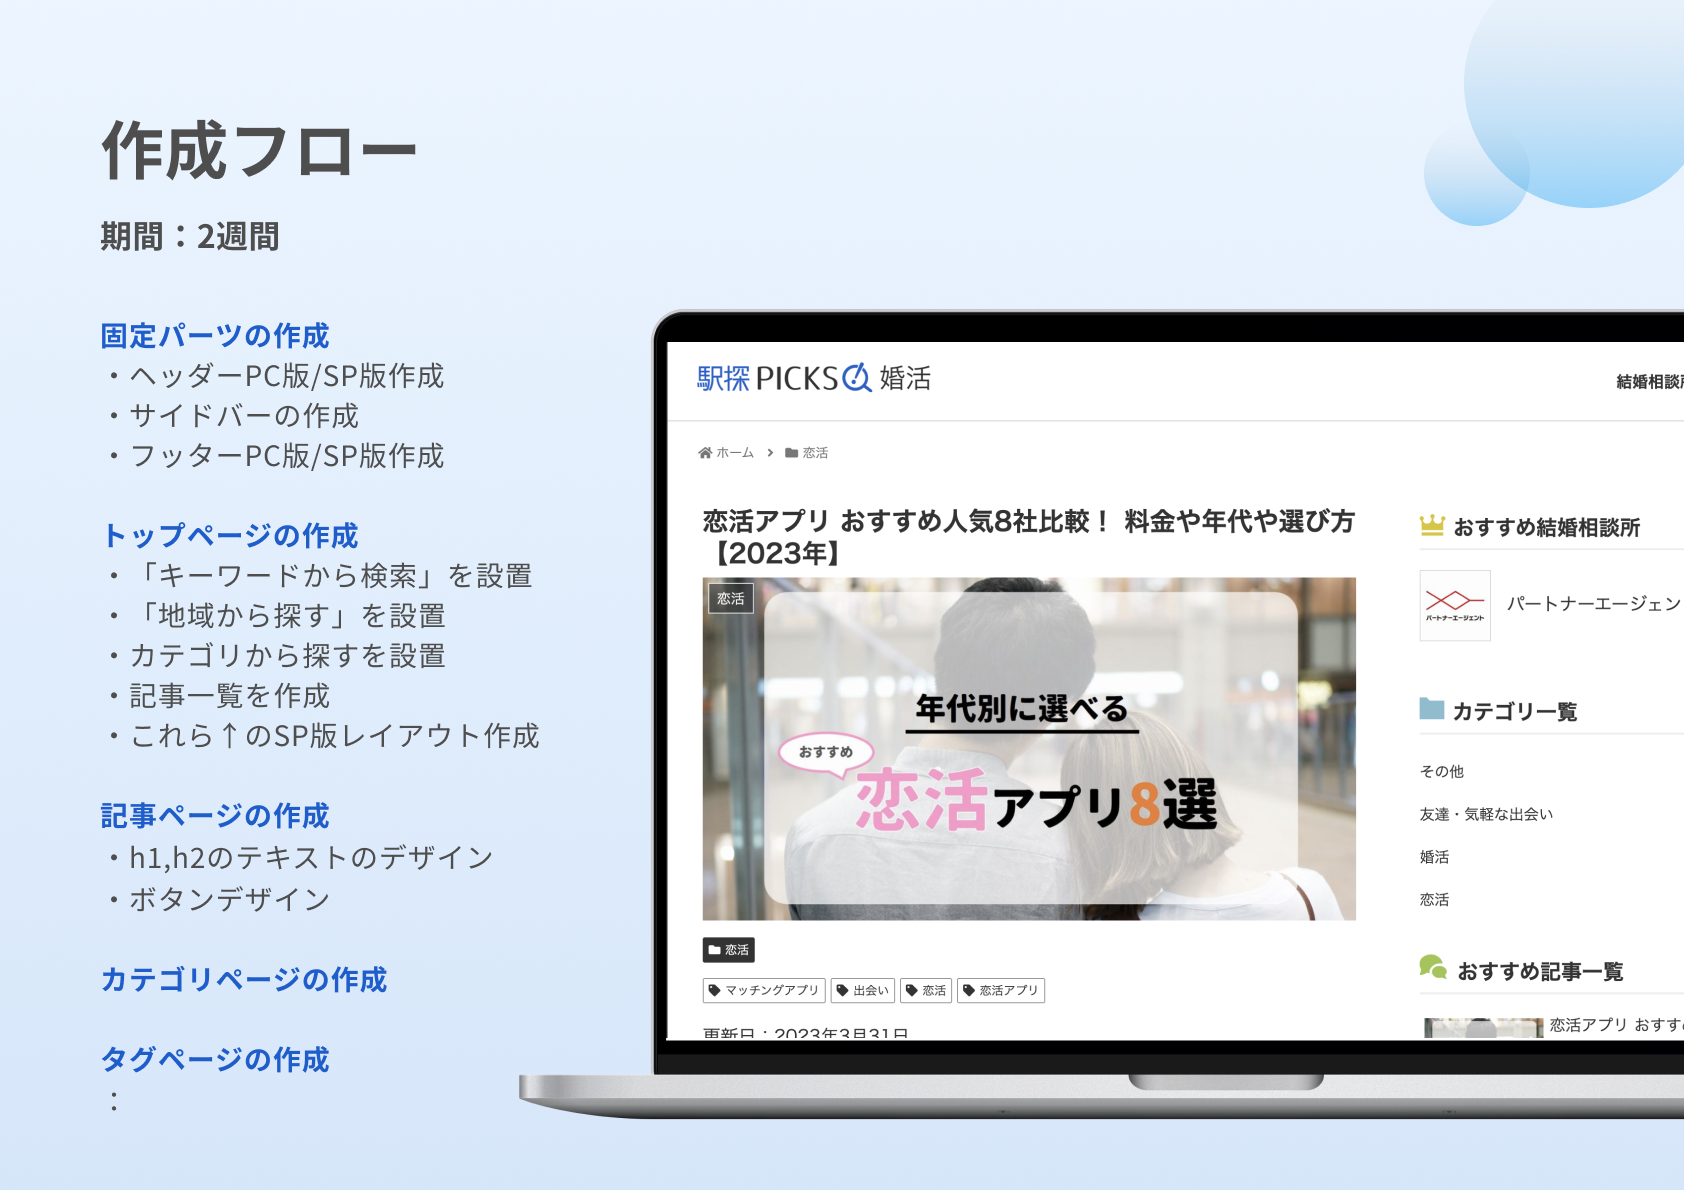 作成フロー
期間：2週間
固定パーツの作成
・ヘッダーPC版/SP版作成
・サイドバーの作成
・フッターPC版/SP版作成
トップページの作成
・「キーワードから検索」を設置
・「地域から探す」を設置
・カテゴリから探すを設置
・記事一覧を作成
・これら↑のSP版レイアウト作成
記事ページの作成
・h1,h2のテキストのデザイン
・ボタンデザイン
カテゴリページの作成
タグページの作成
：
駅探 PICKS 婚活
結婚相談所
ホーム > 恋活
恋活アプリ おすすめ人気8社比較！ 料金や年代や選び方
【2023年】
恋活
年代別に選べる
おすすめ
恋活アプリ8選
恋活
マッチングアプリ 出会い 恋活 恋活アプリ
更新日：2023年3月31日
おすすめ結婚相談所
パートナーエージェント
パートナーエージェン
カテゴリ一覧
その他
友達・気軽な出会い
婚活
恋活
おすすめ記事一覧
恋活アプリ おすす